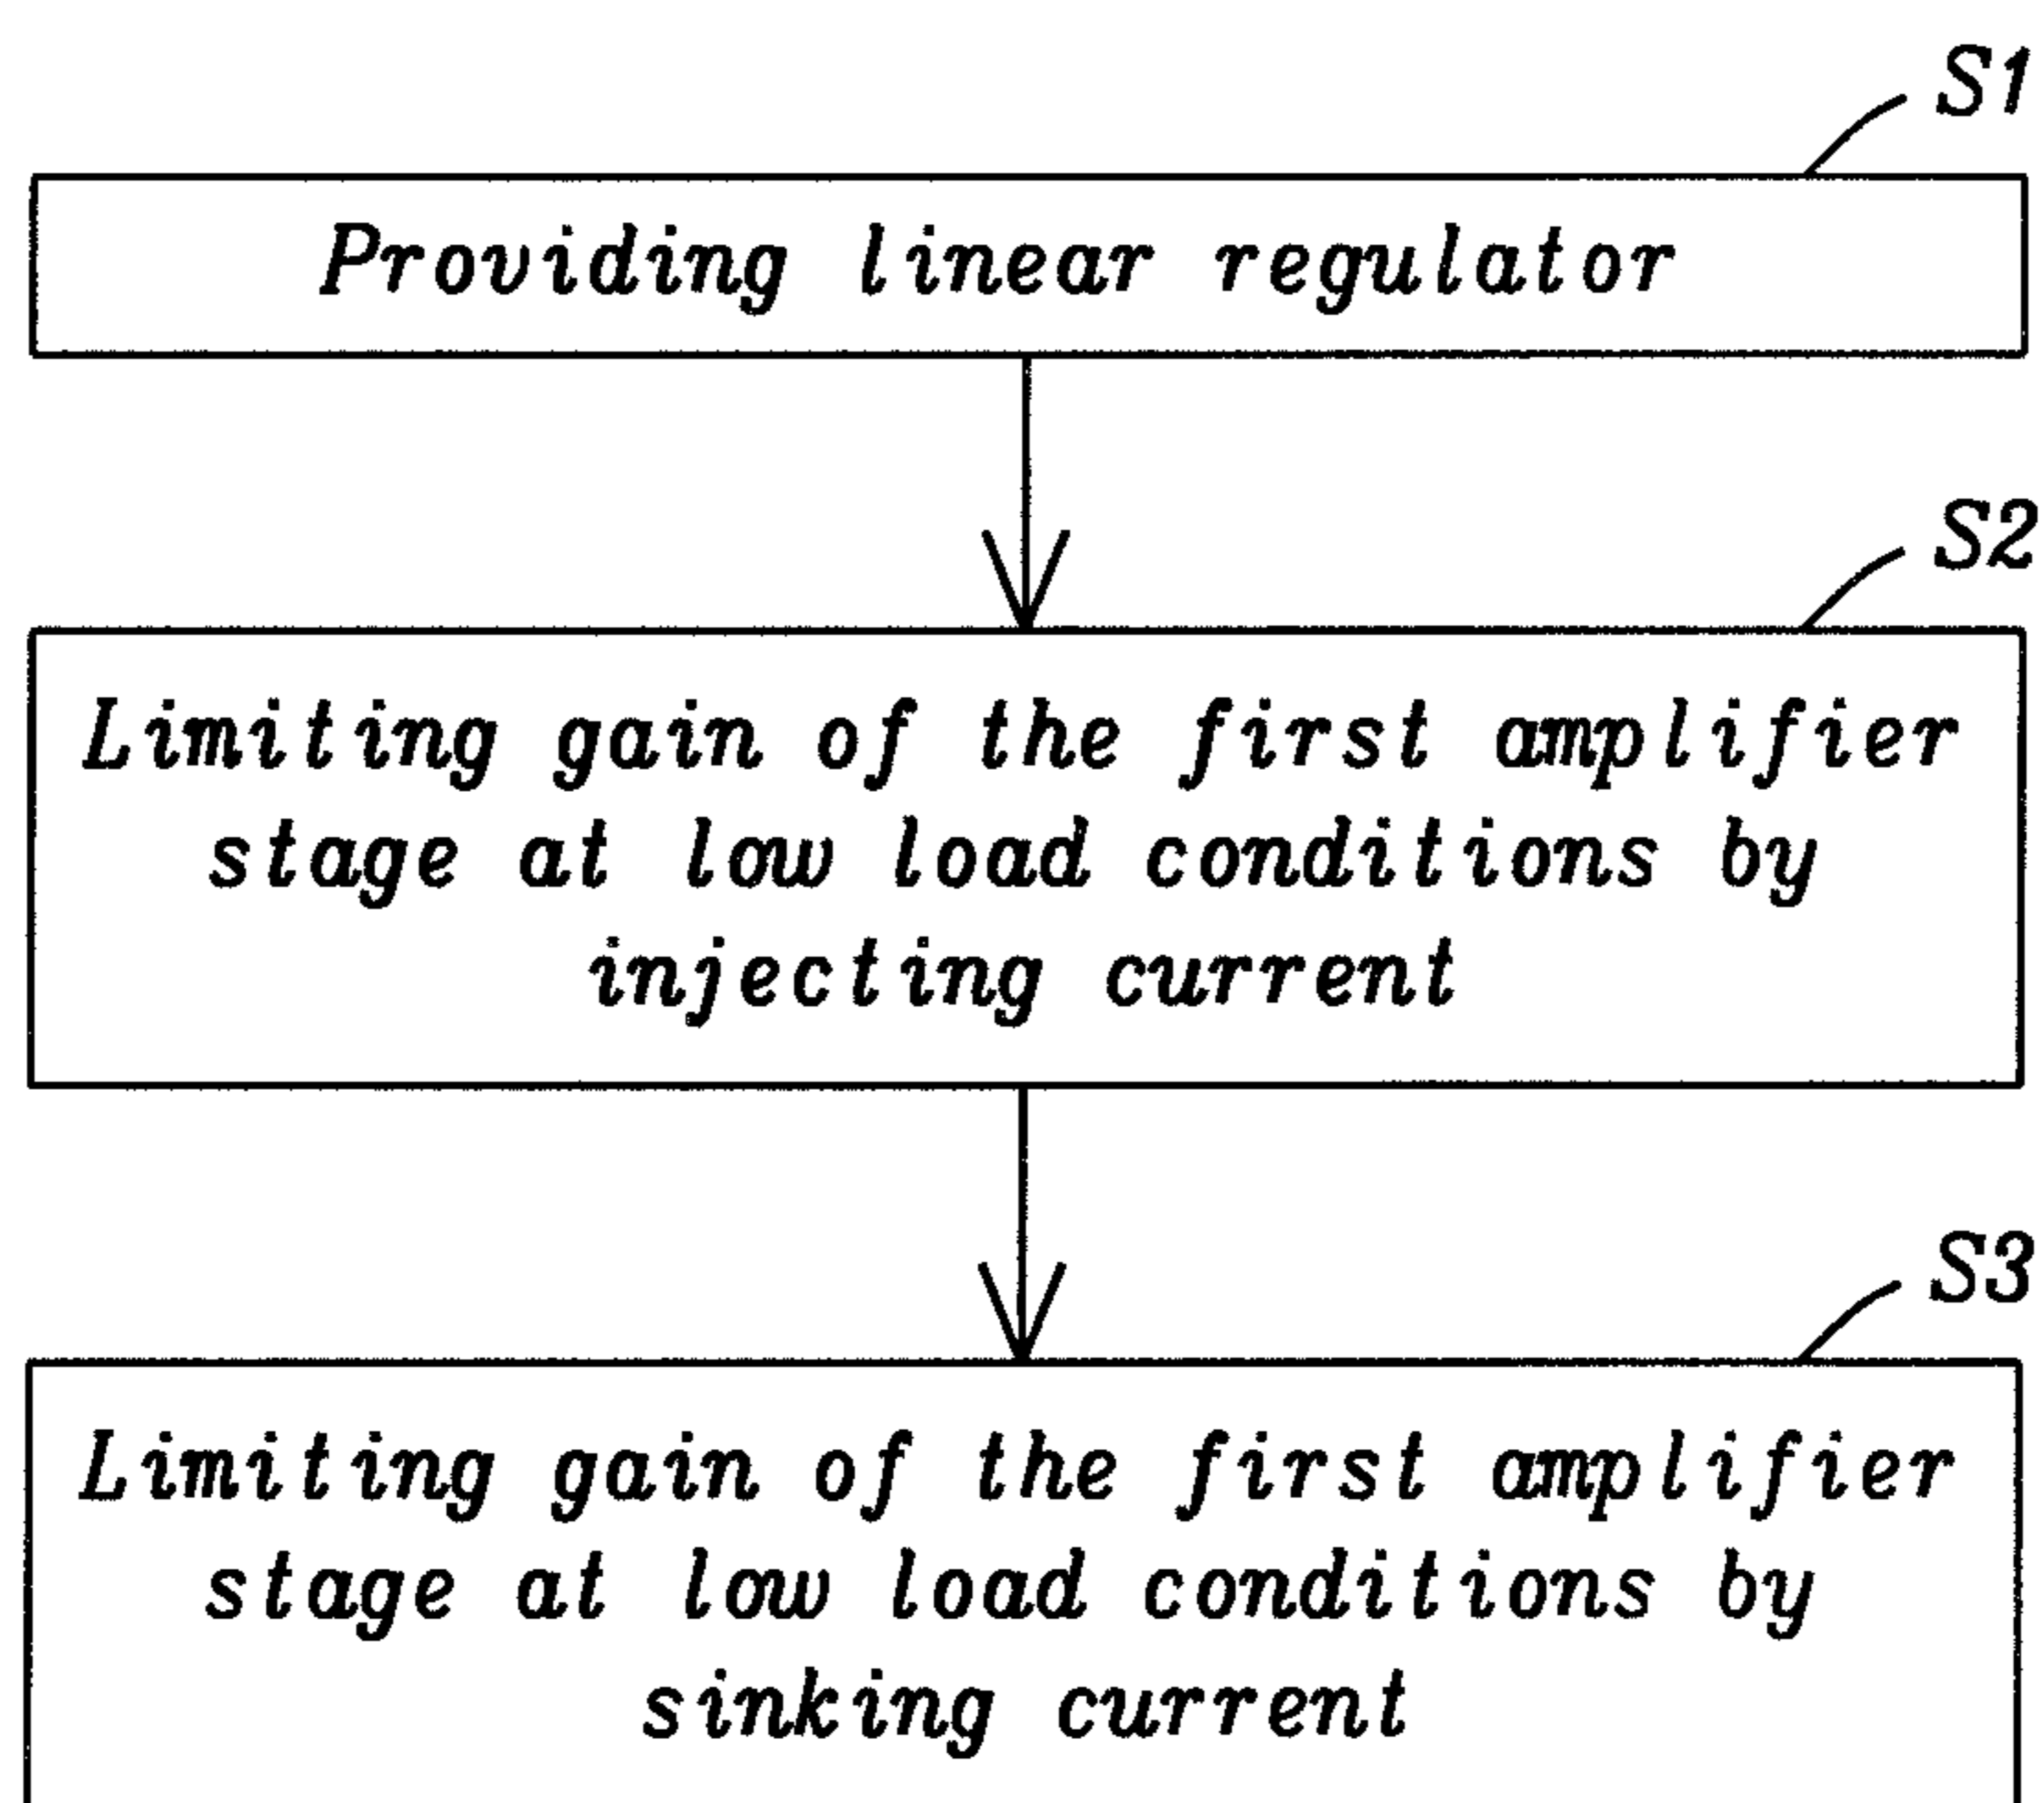 S1
Providing linear regulator
S2
Limiting gain of the first amplifier
stage at low load conditions by
injecting current
S3
Limiting gain of the first amplifier
stage at low load conditions by
sinking current